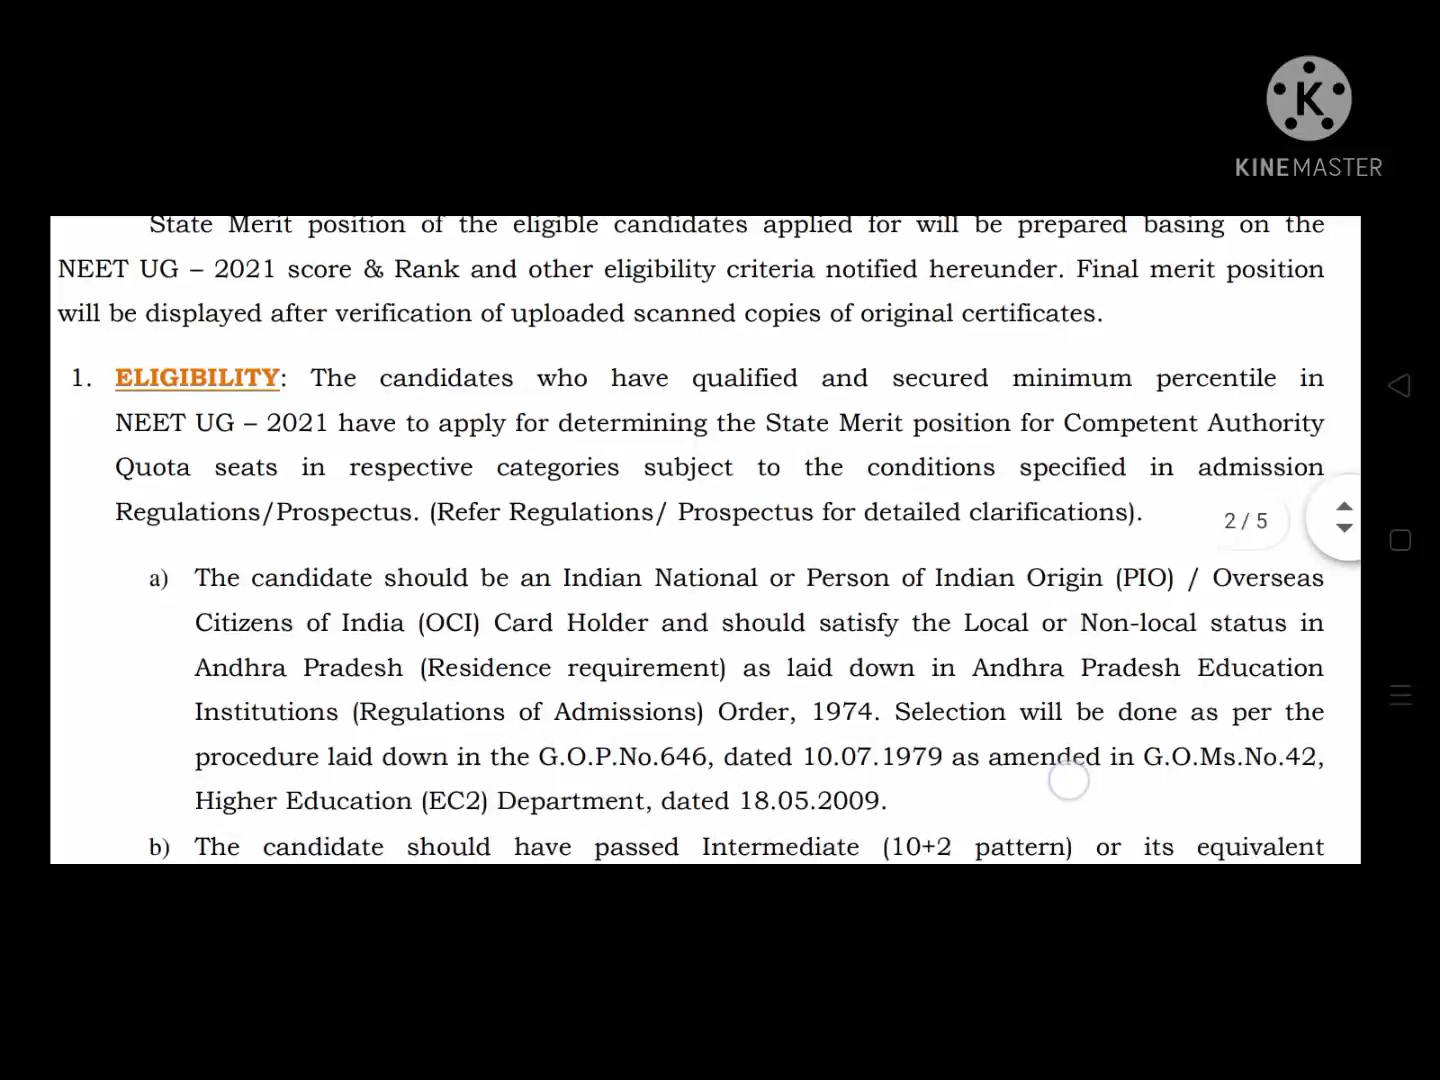 K
KINEMASTER
State Merit position of the eligible candidates applied for will be prepared basing on the
NEET UG – 2021 score & Rank and other eligibility criteria notified hereunder. Final merit position
will be displayed after verification of uploaded scanned copies of original certificates.
1. ELIGIBILITY: The candidates who have qualified and secured minimum percentile in
NEET UG – 2021 have to apply for determining the State Merit position for Competent Authority
Quota seats in respective categories subject to the conditions specified in admission
Regulations/Prospectus. (Refer Regulations/ Prospectus for detailed clarifications).
2 / 5
a) The candidate should be an Indian National or Person of Indian Origin (PIO) / Overseas
Citizens of India (OCI) Card Holder and should satisfy the Local or Non-local status in
Andhra Pradesh (Residence requirement) as laid down in Andhra Pradesh Education
Institutions (Regulations of Admissions) Order, 1974. Selection will be done as per the
procedure laid down in the G.O.P.No.646, dated 10.07.1979 as amended in G.O.Ms.No.42,
Higher Education (EC2) Department, dated 18.05.2009.
b) The candidate should have passed Intermediate (10+2 pattern) or its equivalent